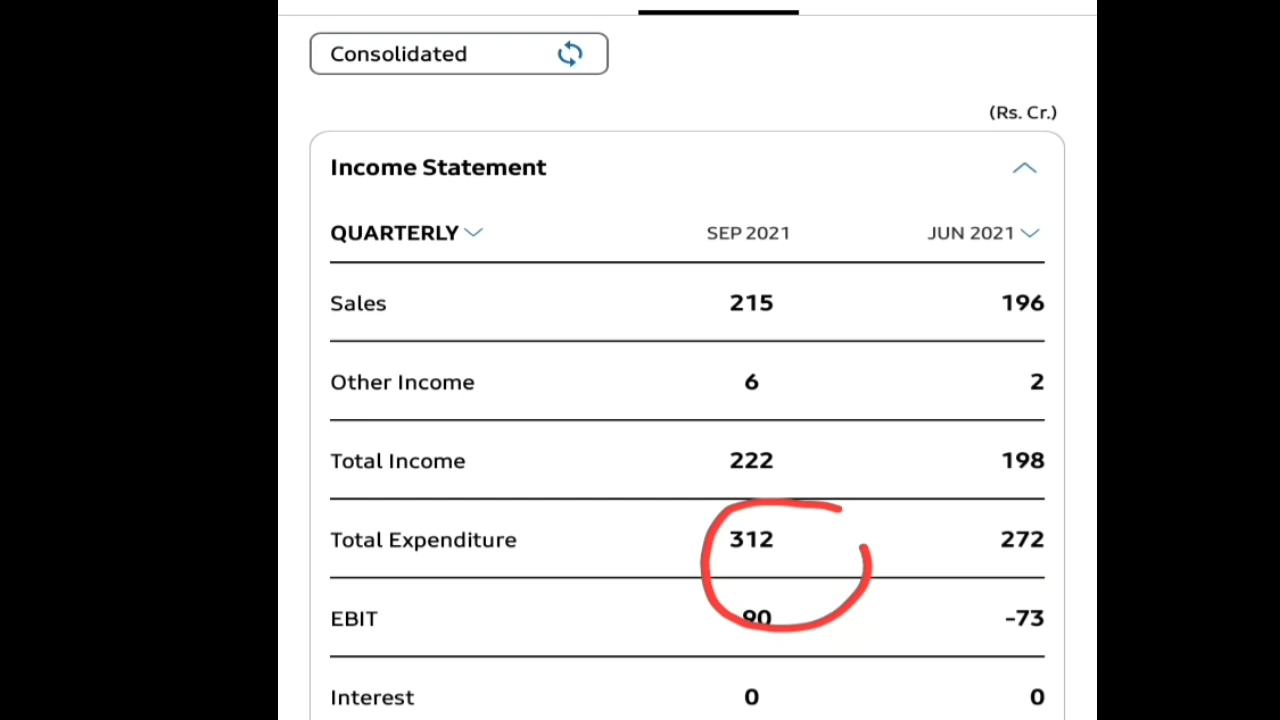 Consolidated
(Rs. Cr.)
Income Statement
QUARTERLY SEP 2021 JUN 2021
Sales 215 196
Other Income 6 2
Total Income 222 198
Total Expenditure 312 272
EBIT 90 -73
Interest 0 0